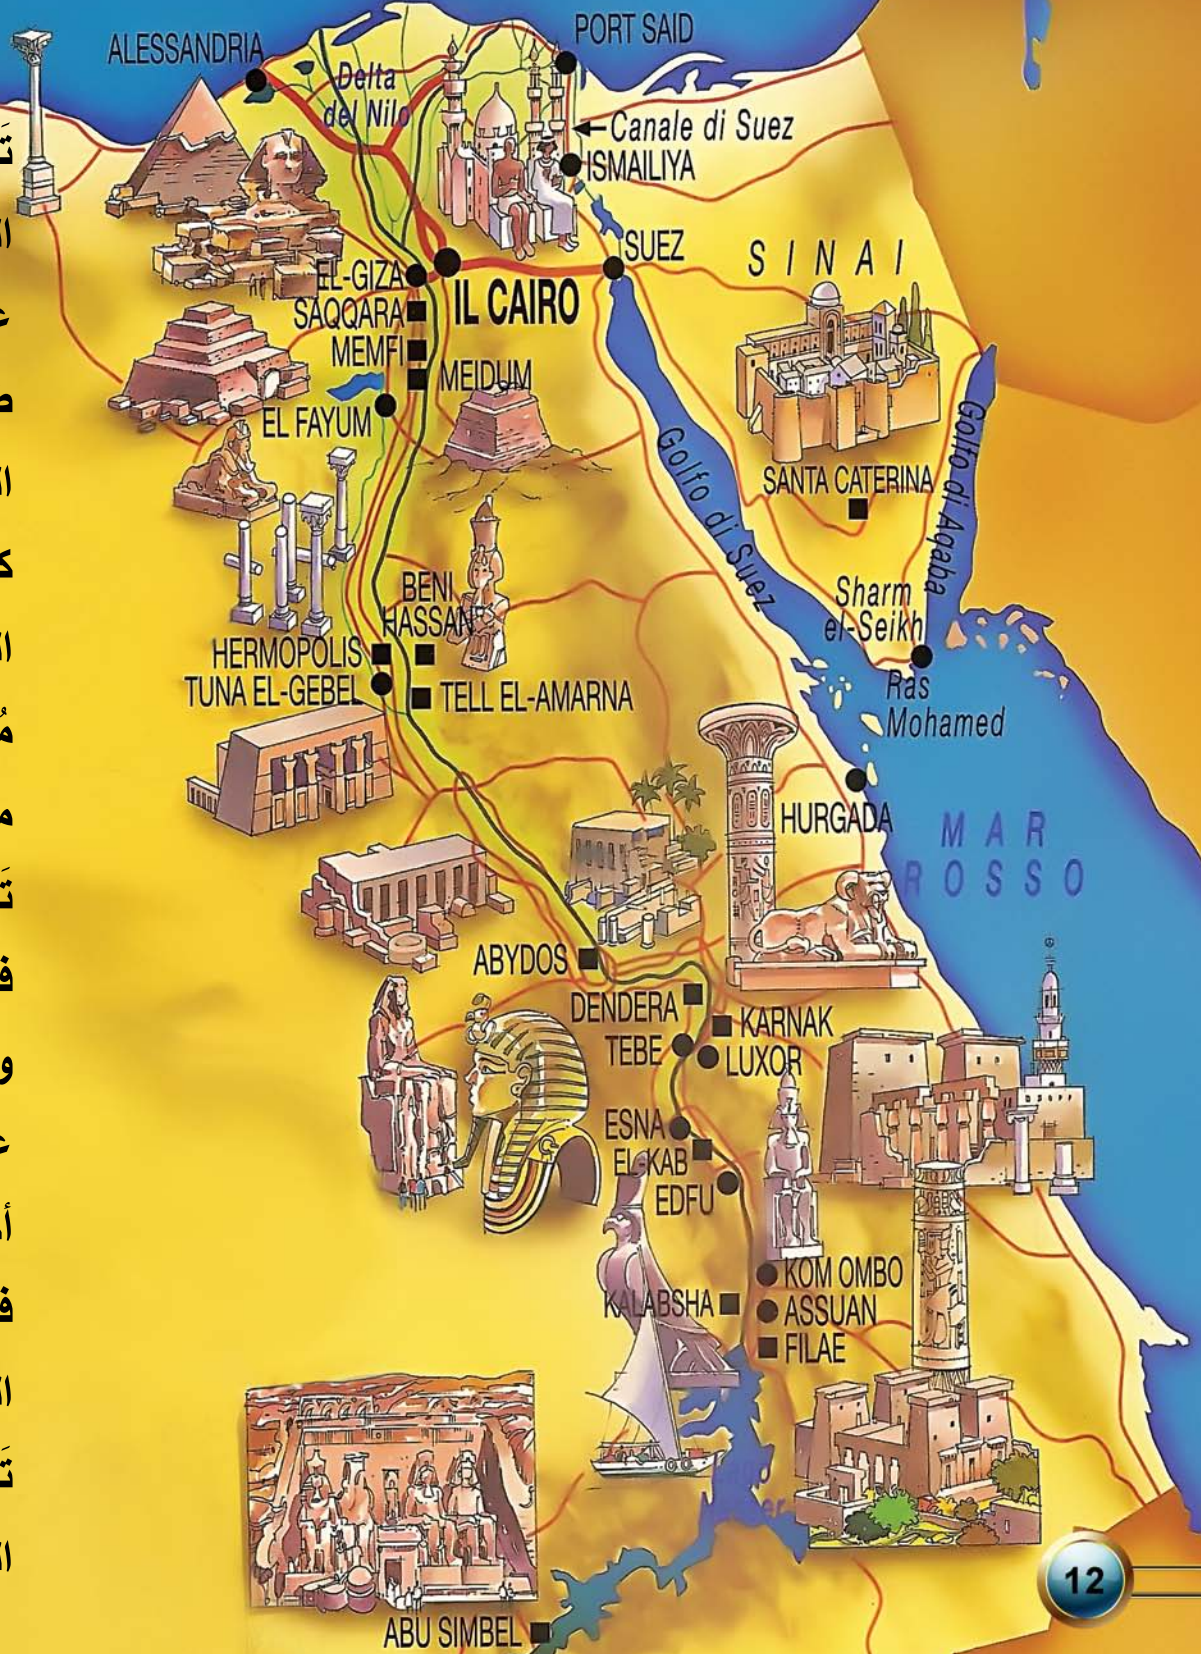 PORT SAID
ALESSANDRIA
Delta
del Nilo
Canale di Suez
ISMAILIYA
SUEZ
SINAI
EL-GIZA
IL CAIRO
SAQQARA
MEMFI
MEIDUM
EL FAYUM
Golfo di Suez
Golfo di Aqaba
SANTA CATERINA
BENI
HASSAN
Sharm
el-Seikh
HERMOPOLIS
TUNA EL-GEBEL
TELL EL-AMARNA
Ras
Mohamed
HURGADA
MAR
ROSSO
ABYDOS
DENDERA
KARNAK
TEBE
LUXOR
ESNA
EL-KAB
EDFU
KOM OMBO
KALABSHA
ASSUAN
FILAE
ABU SIMBEL
12